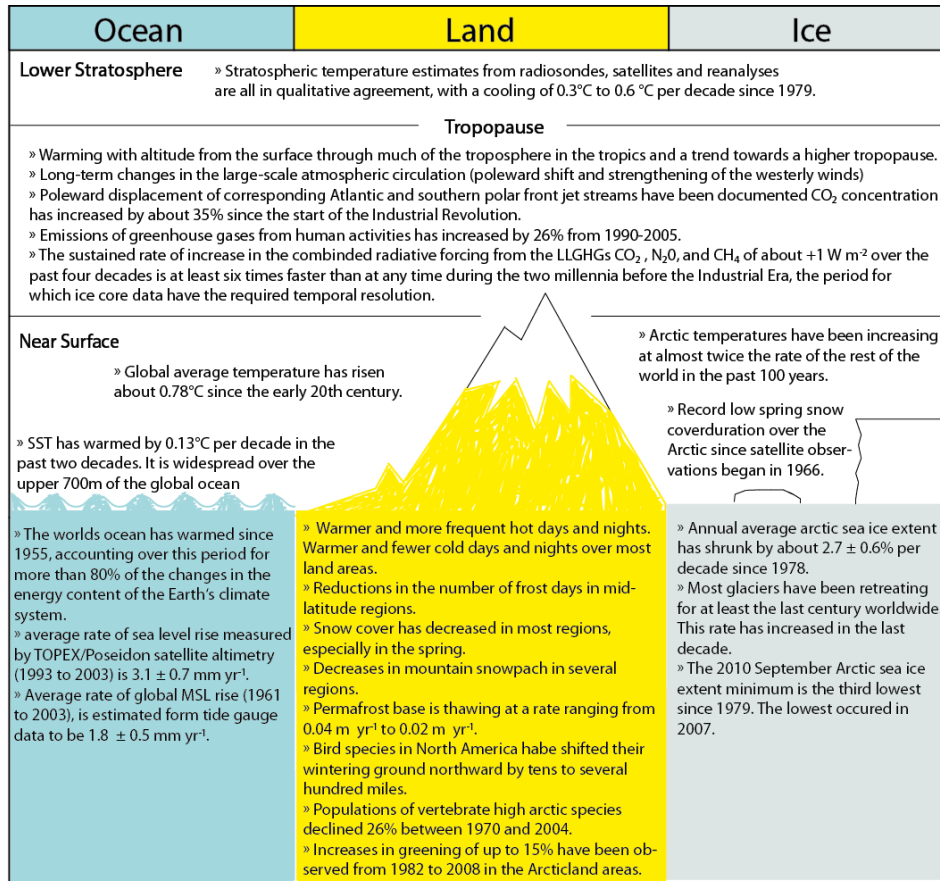 Ocean
Land
Ice
Lower Stratosphere
» Stratospheric temperature estimates from radiosondes, satellites and reanalyses
are all in qualitative agreement, with a cooling of 0.3°C to 0.6 °C per decade since 1979.
Tropopause
» Warming with altitude from the surface through much of the troposphere in the tropics and a trend towards a higher tropopause.
» Long-term changes in the large-scale atmospheric circulation (poleward shift and strengthening of the westerly winds)
» Poleward displacement of corresponding Atlantic and southern polar front jet streams have been documented CO₂ concentration
has increased by about 35% since the start of the Industrial Revolution.
» Emissions of greenhouse gases from human activities has increased by 26% from 1990-2005.
» The sustained rate of increase in the combinded radiative forcing from the LLGHGs CO₂ , N₂0, and CH₄ of about +1 W m⁻² over the
past four decades is at least six times faster than at any time during the two millennia before the Industrial Era, the period for
which ice core data have the required temporal resolution.
Near Surface
» Global average temperature has risen
about 0.78°C since the early 20th century.
» SST has warmed by 0.13°C per decade in the
past two decades. It is widespread over the
upper 700m of the global ocean
» Arctic temperatures have been increasing
at almost twice the rate of the rest of the
world in the past 100 years.
» Record low spring snow
coverduration over the
Arctic since satellite obser-
vations began in 1966.
» The worlds ocean has warmed since
1955, accounting over this period for
more than 80% of the changes in the
energy content of the Earth's climate
system.
» average rate of sea level rise measured
by TOPEX/Poseidon satellite altimetry
(1993 to 2003) is 3.1 ± 0.7 mm yr⁻¹.
» Average rate of global MSL rise (1961
to 2003), is estimated form tide gauge
data to be 1.8 ± 0.5 mm yr⁻¹.
» Warmer and more frequent hot days and nights.
Warmer and fewer cold days and nights over most
land areas.
» Reductions in the number of frost days in mid-
latitude regions.
» Snow cover has decreased in most regions,
especially in the spring.
» Decreases in mountain snowpach in several
regions.
» Permafrost base is thawing at a rate ranging from
0.04 m yr⁻¹ to 0.02 m yr⁻¹.
» Bird species in North America habe shifted their
wintering ground northward by tens to several
hundred miles.
» Populations of vertebrate high arctic species
declined 26% between 1970 and 2004.
» Increases in greening of up to 15% have been ob-
served from 1982 to 2008 in the Arcticland areas.
» Annual average arctic sea ice extent
has shrunk by about 2.7 ± 0.6% per
decade since 1978.
» Most glaciers have been retreating
for at least the last century worldwide.
This rate has increased in the last
decade.
» The 2010 September Arctic sea ice
extent minimum is the third lowest
since 1979. The lowest occured in
2007.